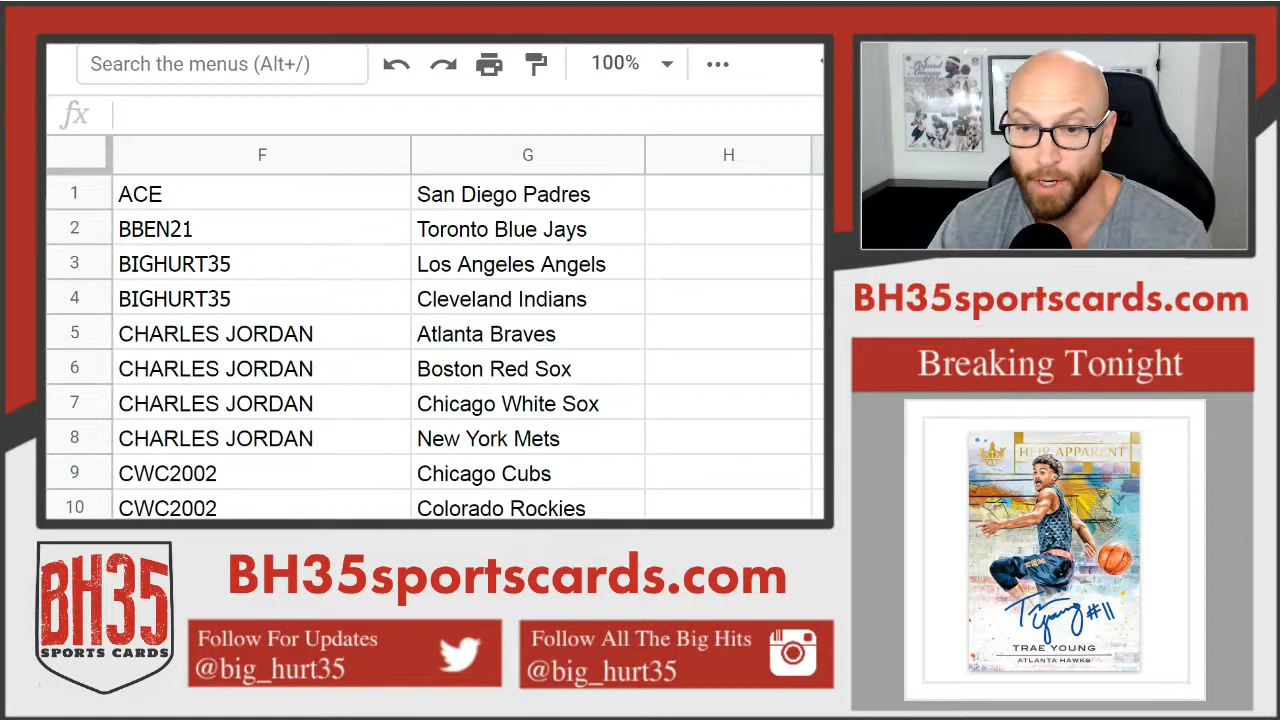 Search the menus (Alt+/)
100%
fx
F G H
1 ACE San Diego Padres
2 BBEN21 Toronto Blue Jays
3 BIGHURT35 Los Angeles Angels
4 BIGHURT35 Cleveland Indians
5 CHARLES JORDAN Atlanta Braves
6 CHARLES JORDAN Boston Red Sox
7 CHARLES JORDAN Chicago White Sox
8 CHARLES JORDAN New York Mets
9 CWC2002 Chicago Cubs
10 CWC2002 Colorado Rockies
BH35sportscards.com
Breaking Tonight
HEIR APPARENT
#11
TRAE YOUNG
ATLANTA HAWKS
BH35
SPORTS CARDS
BH35sportscards.com
Follow For Updates
@big_hurt35
Follow All The Big Hits
@big_hurt35